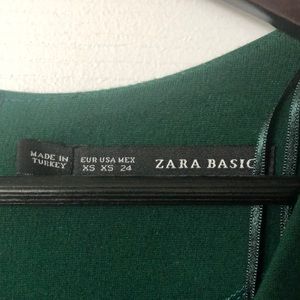 MADE IN
TURKEY
EUR USA MEX
XS XS 24
ZARA BASIC